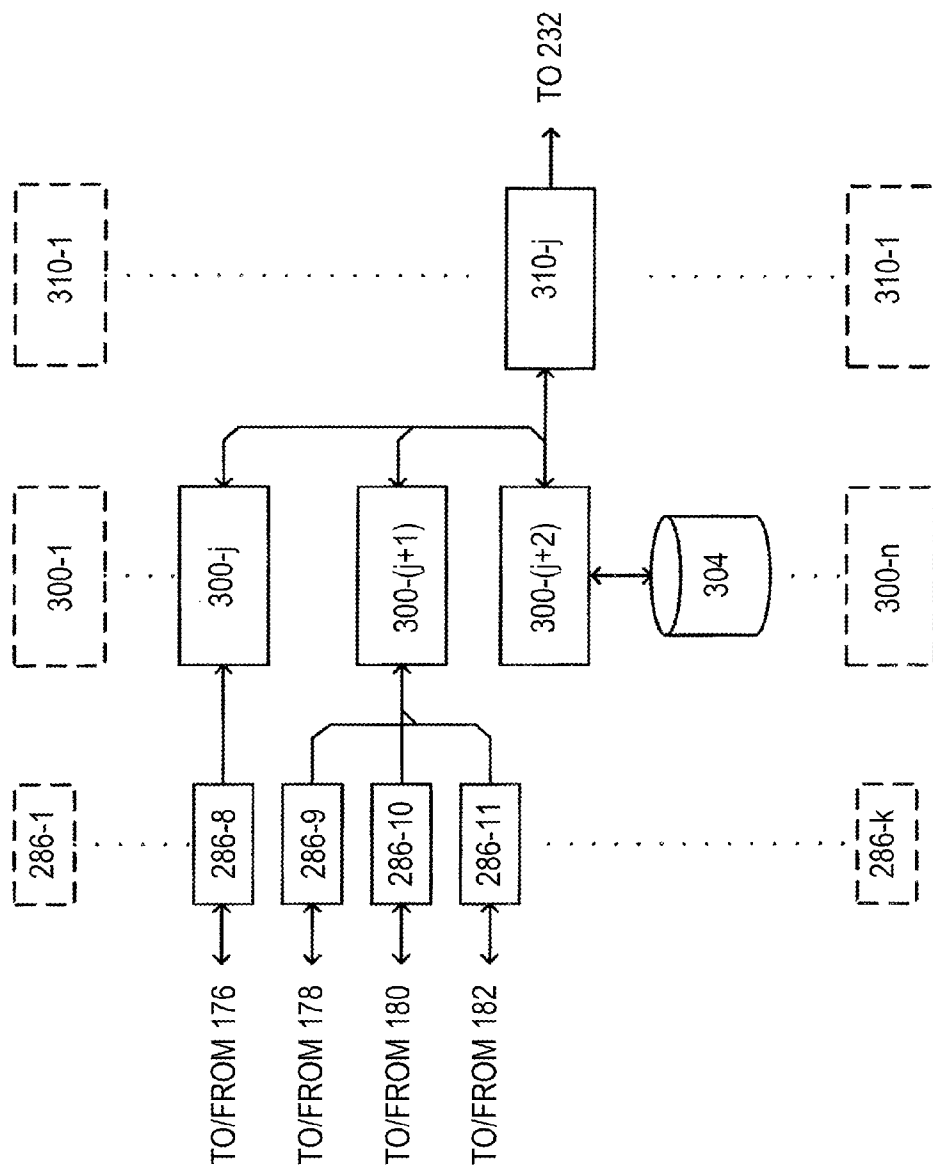 286-1
300-1
310-1
TO/FROM 176
286-8
300-j
TO/FROM 178
286-9
TO/FROM 180
286-10
300-(j+1)
TO/FROM 182
286-11
300-(j+2)
310-j
TO 232
304
286-k
300-n
310-1